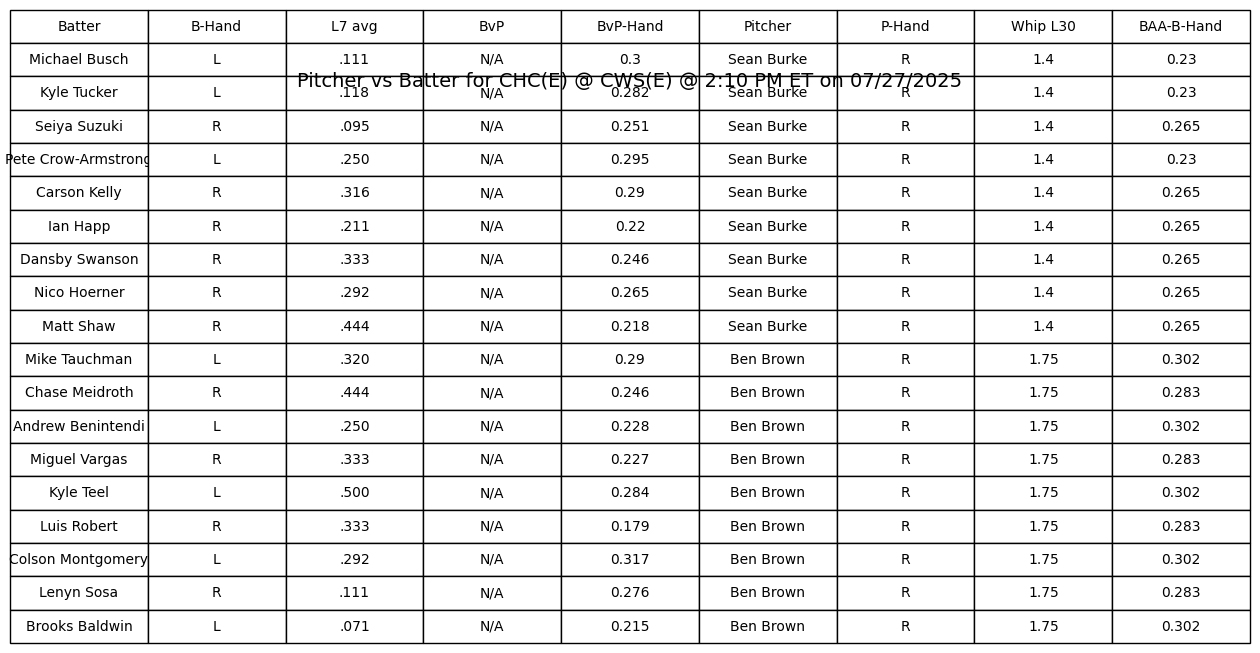 Batter B-Hand L7 avg BvP BvP-Hand Pitcher P-Hand Whip L30 BAA-B-Hand
Michael Busch L .111 N/A 0.3 Sean Burke R 1.4 0.23
Pitcher vs Batter for CHC(E) @ CWS(E) @ 2:10 PM ET on 07/27/2025
Kyle Tucker L .118 N/A 0.282 Sean Burke R 1.4 0.23
Seiya Suzuki R .095 N/A 0.251 Sean Burke R 1.4 0.265
Pete Crow-Armstrong L .250 N/A 0.295 Sean Burke R 1.4 0.23
Carson Kelly R .316 N/A 0.29 Sean Burke R 1.4 0.265
Ian Happ R .211 N/A 0.22 Sean Burke R 1.4 0.265
Dansby Swanson R .333 N/A 0.246 Sean Burke R 1.4 0.265
Nico Hoerner R .292 N/A 0.265 Sean Burke R 1.4 0.265
Matt Shaw R .444 N/A 0.218 Sean Burke R 1.4 0.265
Mike Tauchman L .320 N/A 0.29 Ben Brown R 1.75 0.302
Chase Meidroth R .444 N/A 0.246 Ben Brown R 1.75 0.283
Andrew Benintendi L .250 N/A 0.228 Ben Brown R 1.75 0.302
Miguel Vargas R .333 N/A 0.227 Ben Brown R 1.75 0.283
Kyle Teel L .500 N/A 0.284 Ben Brown R 1.75 0.302
Luis Robert R .333 N/A 0.179 Ben Brown R 1.75 0.283
Colson Montgomery L .292 N/A 0.317 Ben Brown R 1.75 0.302
Lenyn Sosa R .111 N/A 0.276 Ben Brown R 1.75 0.283
Brooks Baldwin L .071 N/A 0.215 Ben Brown R 1.75 0.302